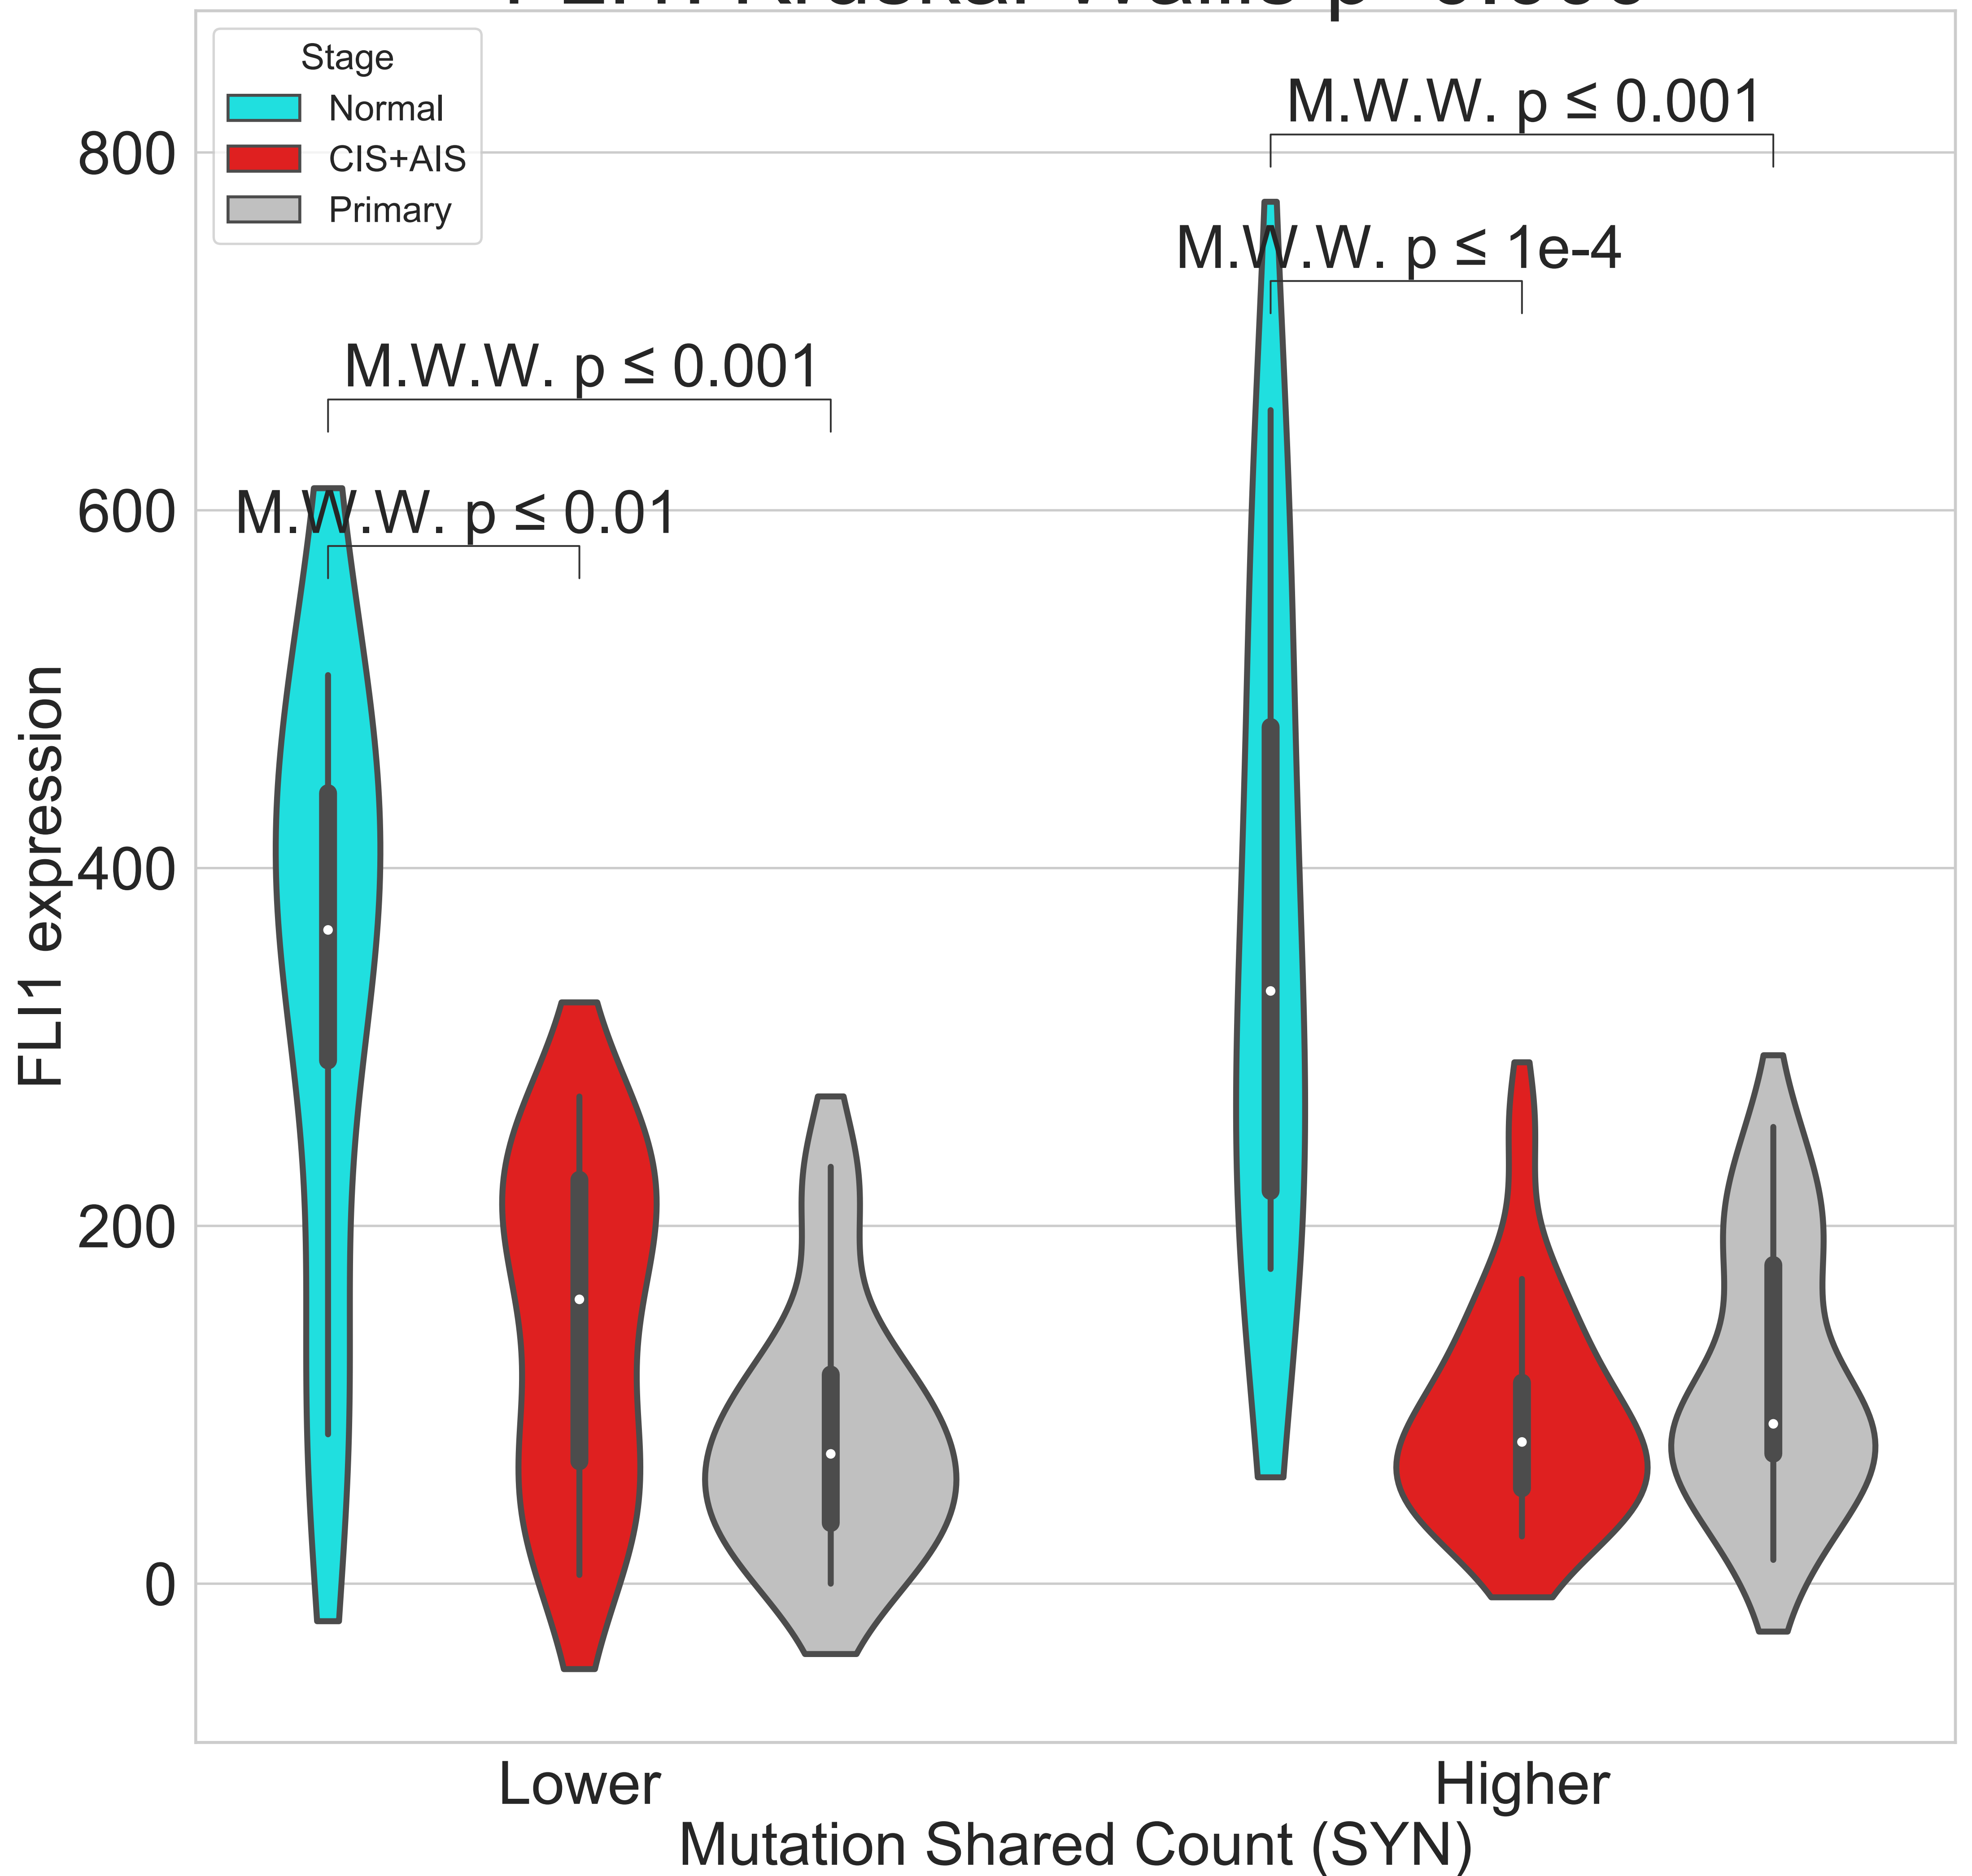 Stage
Normal
CIS+AIS
Primary
M.W.W. p ≤ 0.001
M.W.W. p ≤ 1e-4
M.W.W. p ≤ 0.001
M.W.W. p ≤ 0.01
800
600
400
200
0
FLI1 expression
Lower
Higher
Mutation Shared Count (SYN)